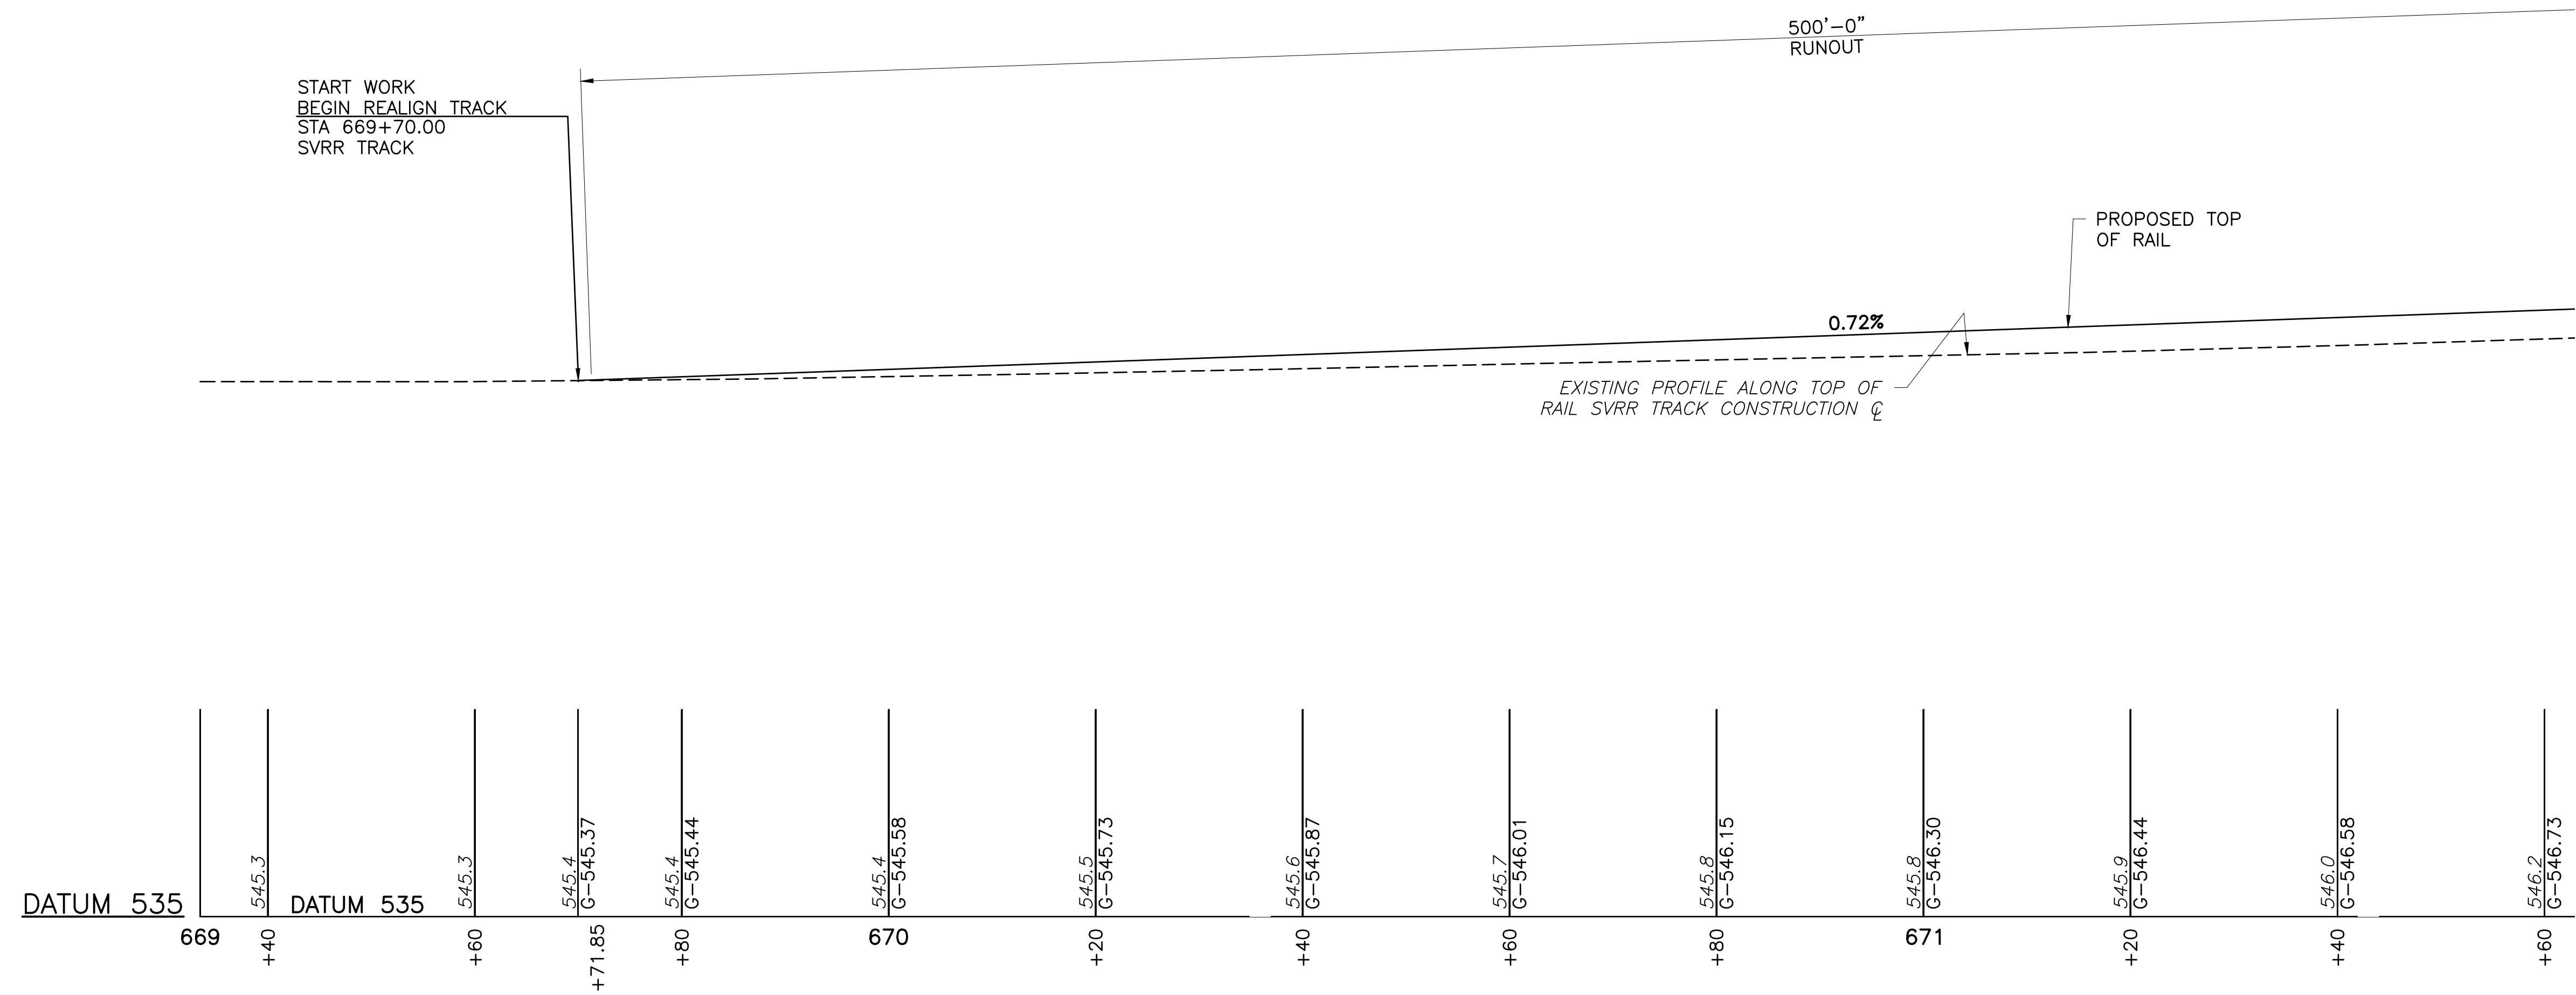 500'-0"
RUNOUT
START WORK
BEGIN REALIGN TRACK
STA 669+70.00
SVRR TRACK
PROPOSED TOP
OF RAIL
0.72%
EXISTING PROFILE ALONG TOP OF
RAIL SVRR TRACK CONSTRUCTION ℄
DATUM 535
DATUM 535
545.3
545.3
545.4
G-545.37
545.4
G-545.44
545.4
G-545.58
545.5
G-545.73
545.6
G-545.87
545.7
G-546.01
545.8
G-546.15
545.8
G-546.30
545.9
G-546.44
546.0
G-546.58
546.2
G-546.73
669
+40
+60
+71.85
+80
670
+20
+40
+60
+80
671
+20
+40
+60